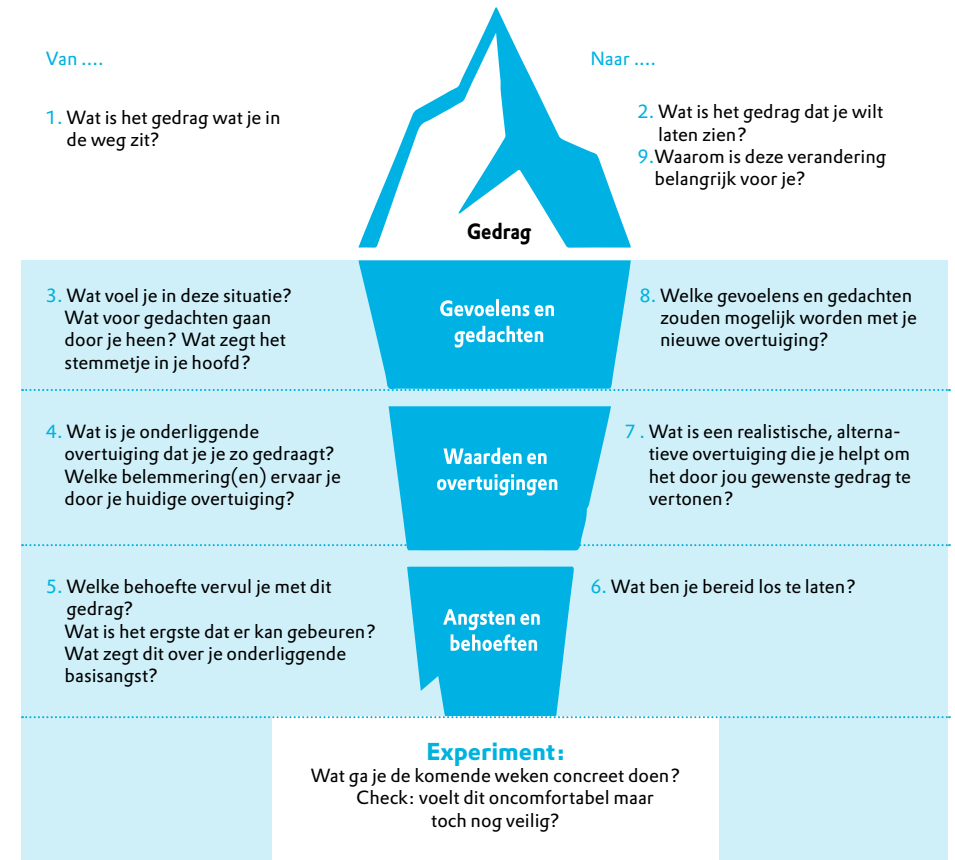 Van ....
Naar ....
1. Wat is het gedrag wat je in
de weg zit?
2. Wat is het gedrag dat je wilt
laten zien?
9. Waarom is deze verandering
belangrijk voor je?
Gedrag
3. Wat voel je in deze situatie?
Wat voor gedachten gaan
door je heen? Wat zegt het
stemmetje in je hoofd?
Gevoelens en
gedachten
8. Welke gevoelens en gedachten
zouden mogelijk worden met je
nieuwe overtuiging?
4. Wat is je onderliggende
overtuiging dat je je zo gedraagt?
Welke belemmering(en) ervaar je
door je huidige overtuiging?
Waarden en
overtuigingen
7 . Wat is een realistische, alterna-
tieve overtuiging die je helpt om
het door jou gewenste gedrag te
vertonen?
5. Welke behoefte vervul je met dit
gedrag?
Wat is het ergste dat er kan gebeuren?
Wat zegt dit over je onderliggende
basisangst?
Angsten en
behoeften
6. Wat ben je bereid los te laten?
Experiment:
Wat ga je de komende weken concreet doen?
Check: voelt dit oncomfortabel maar
toch nog veilig?